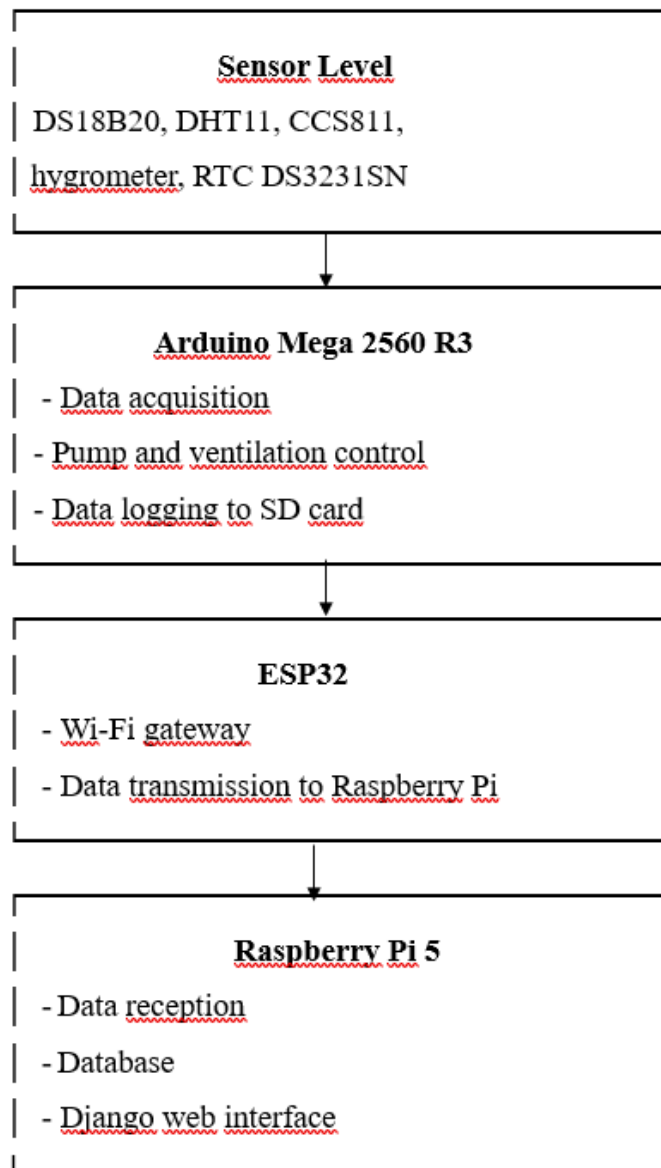 Sensor Level
DS18B20, DHT11, CCS811,
hygrometer, RTC DS3231SN
Arduino Mega 2560 R3
- Data acquisition
- Pump and ventilation control
- Data logging to SD card
ESP32
- Wi-Fi gateway
- Data transmission to Raspberry Pi
Raspberry Pi 5
- Data reception
- Database
- Django web interface